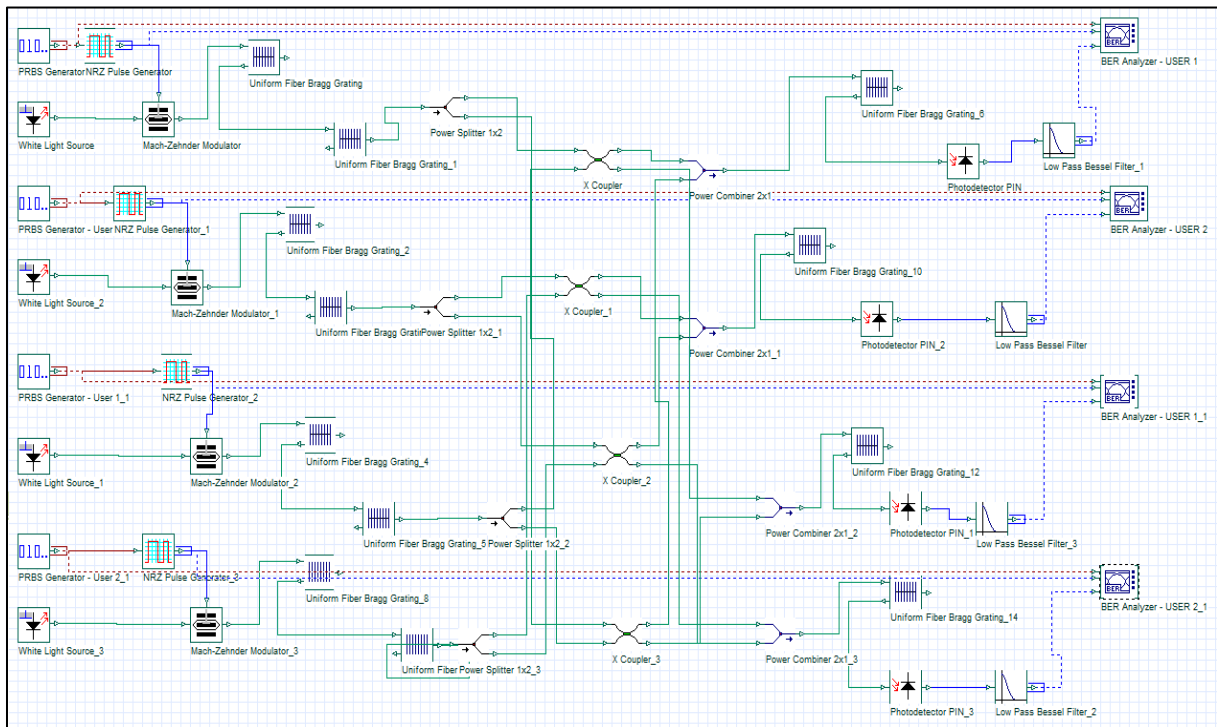 BER Analyzer - USER 1
PRBS Generator
NRZ Pulse Generator
Uniform Fiber Bragg Grating
White Light Source
Mach-Zehnder Modulator
Uniform Fiber Bragg Grating_1
Power Splitter 1x2
X Coupler
Power Combiner 2x1
Uniform Fiber Bragg Grating_6
Photodetector PIN
Low Pass Bessel Filter_1
PRBS Generator - User
NRZ Pulse Generator_1
Uniform Fiber Bragg Grating_2
BER Analyzer - USER 2
White Light Source_2
Mach-Zehnder Modulator_1
Uniform Fiber Bragg Gratin
Power Splitter 1x2_1
X Coupler_1
Power Combiner 2x1_1
Uniform Fiber Bragg Grating_10
Photodetector PIN_2
Low Pass Bessel Filter
PRBS Generator - User 1_1
NRZ Pulse Generator_2
BER Analyzer - USER 1_1
White Light Source_1
Mach-Zehnder Modulator_2
Uniform Fiber Bragg Grating_4
X Coupler_2
Uniform Fiber Bragg Grating_12
Uniform Fiber Bragg Grating_5
Power Splitter 1x2_2
Power Combiner 2x1_2
Photodetector PIN_1
Low Pass Bessel Filter_3
PRBS Generator - User 2_1
NRZ Pulse Generator_3
Uniform Fiber Bragg Grating_8
BER Analyzer - USER 2_1
White Light Source_3
Mach-Zehnder Modulator_3
Uniform Fiber
Power Splitter 1x2_3
X Coupler_3
Power Combiner 2x1_3
Uniform Fiber Bragg Grating_14
Photodetector PIN_3
Low Pass Bessel Filter_2